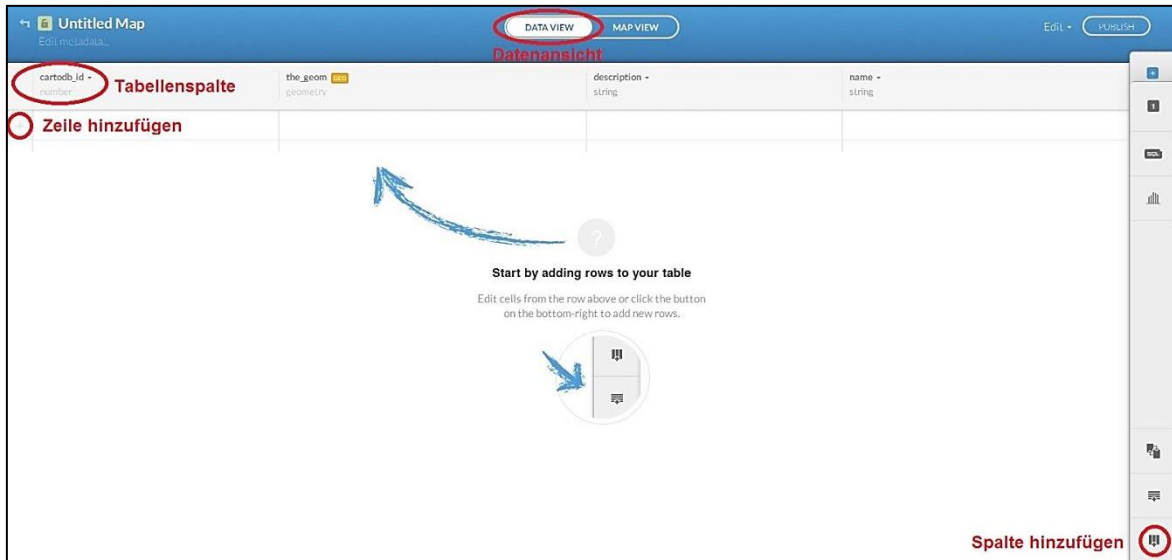 Untitled Map
DATA VIEW
MAP VIEW
Edit
PUBLISH
Edit metadata...
Datenansicht
cartodb_id
the_geom GEO
description
name
number
Tabellenspalte
geometry
string
string
1
Zeile hinzufügen
SQL
?
Start by adding rows to your table
Edit cells from the row above or click the button
on the bottom-right to add new rows.
Spalte hinzufügen